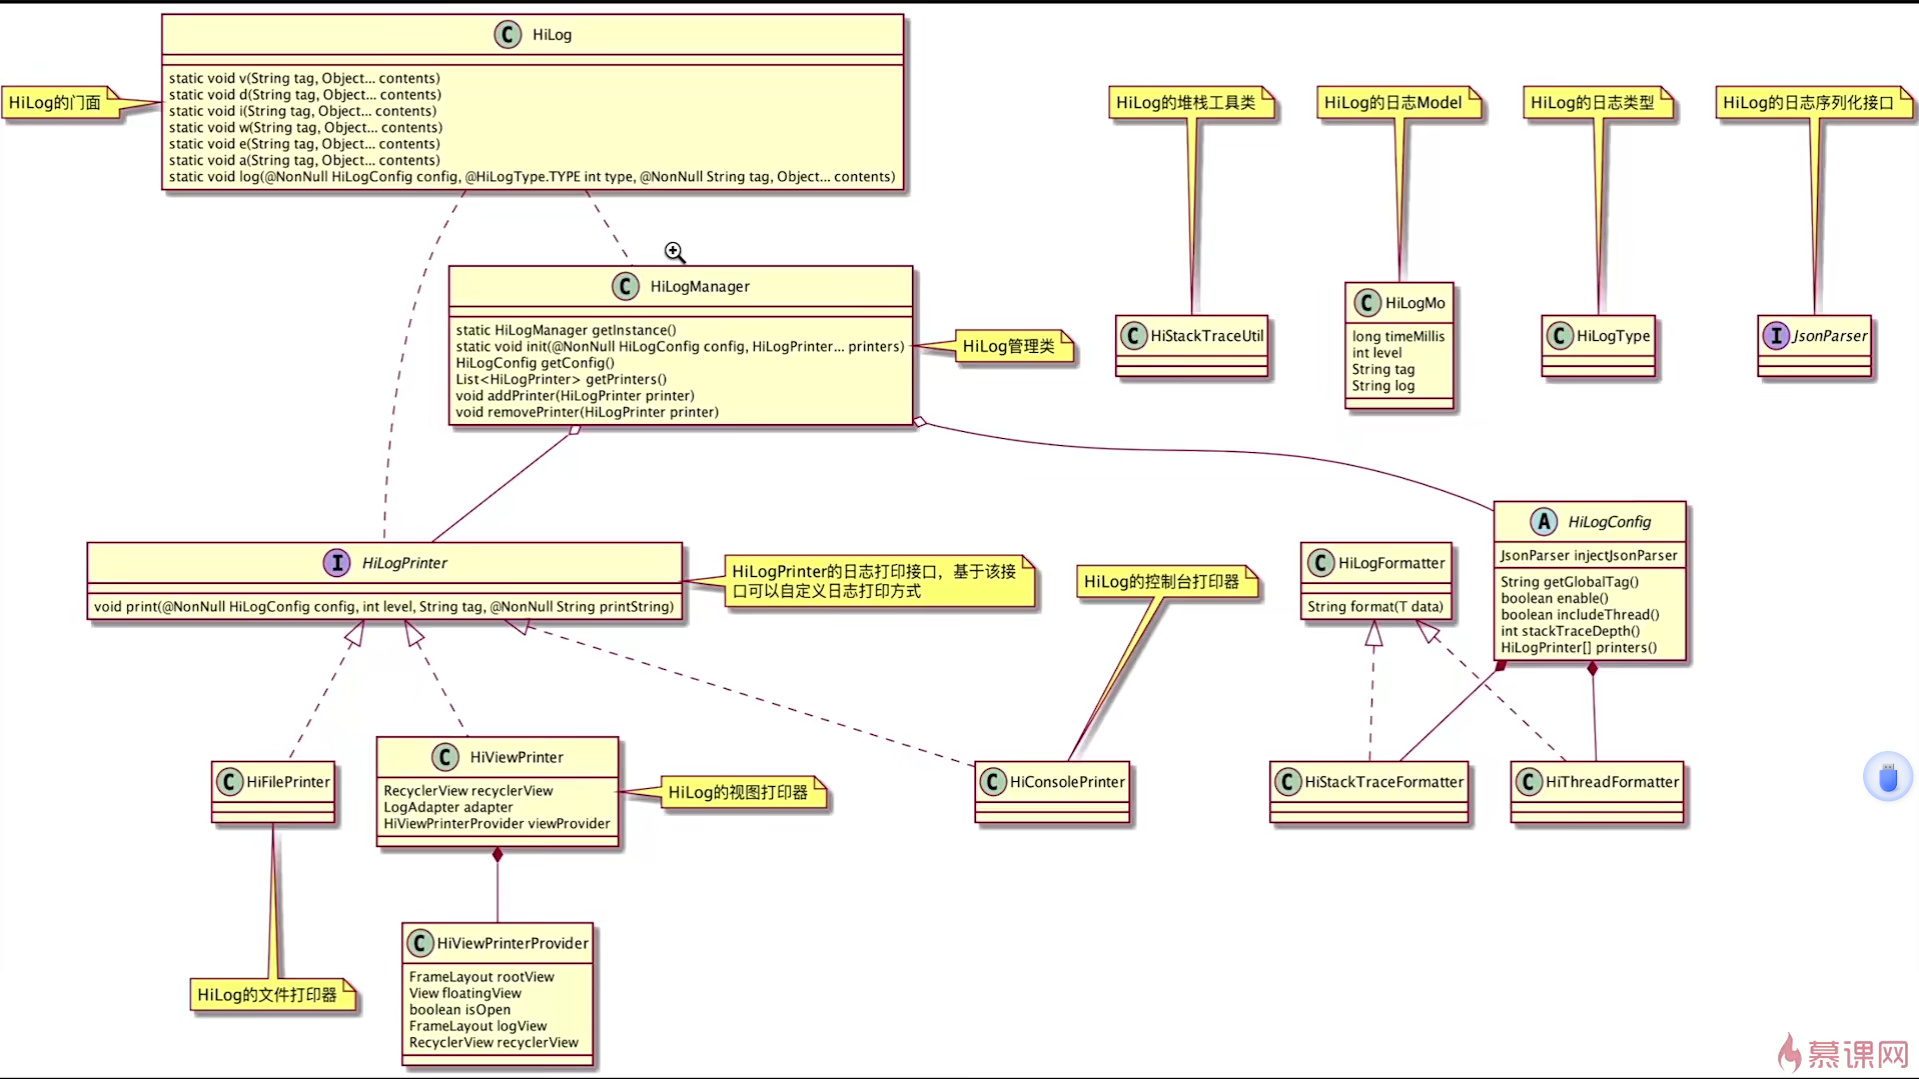 C HiLog
static void v(String tag, Object... contents)
static void d(String tag, Object... contents)
static void i(String tag, Object... contents)
static void w(String tag, Object... contents)
static void e(String tag, Object... contents)
static void a(String tag, Object... contents)
static void log(@NonNull HiLogConfig config, @HiLogType.TYPE int type, @NonNull String tag, Object... contents)
HiLog的门面
HiLog的堆栈工具类
HiLog的日志Model
HiLog的日志类型
HiLog的日志序列化接口
C HiLogManager
static HiLogManager getInstance()
static void init(@NonNull HiLogConfig config, HiLogPrinter... printers)
HiLogConfig getConfig()
List<HiLogPrinter> getPrinters()
void addPrinter(HiLogPrinter printer)
void removePrinter(HiLogPrinter printer)
HiLog管理类
C HiStackTraceUtil
C HiLogMo
long timeMillis
int level
String tag
String log
C HiLogType
I JsonParser
I HiLogPrinter
void print(@NonNull HiLogConfig config, int level, String tag, @NonNull String printString)
HiLogPrinter的日志打印接口，基于该接
口可以自定义日志打印方式
HiLog的控制台打印器
C HiLogFormatter
String format(T data)
A HiLogConfig
JsonParser injectJsonParser
String getGlobalTag()
boolean enable()
boolean includeThread()
int stackTraceDepth()
HiLogPrinter[] printers()
C HiFilePrinter
C HiViewPrinter
RecyclerView recyclerView
LogAdapter adapter
HiViewPrinterProvider viewProvider
HiLog的视图打印器
C HiConsolePrinter
C HiStackTraceFormatter
C HiThreadFormatter
C HiViewPrinterProvider
FrameLayout rootView
View floatingView
boolean isOpen
FrameLayout logView
RecyclerView recyclerView
HiLog的文件打印器
慕课网